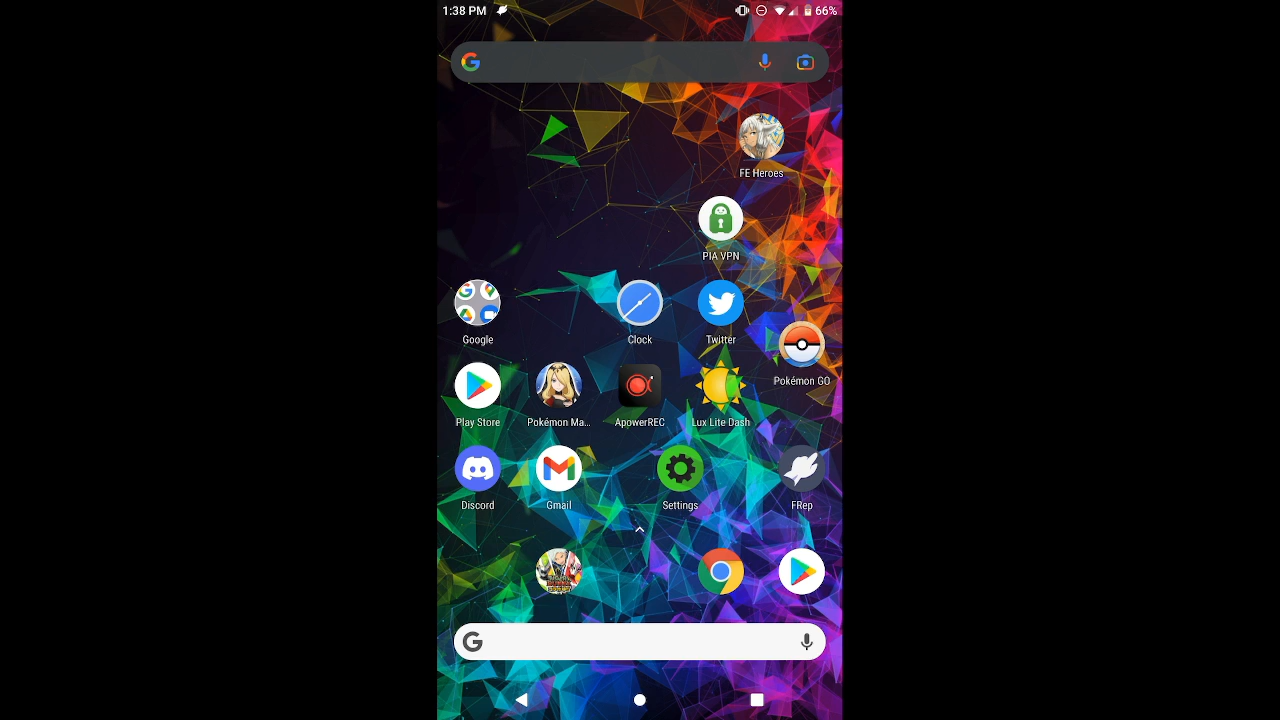 1:38 PM 66%
FE Heroes
PIA VPN
Google
Clock
Twitter
Pokémon GO
Play Store
Pokémon Ma...
ApowerREC
Lux Lite Dash
Discord
Gmail
Settings
FRep